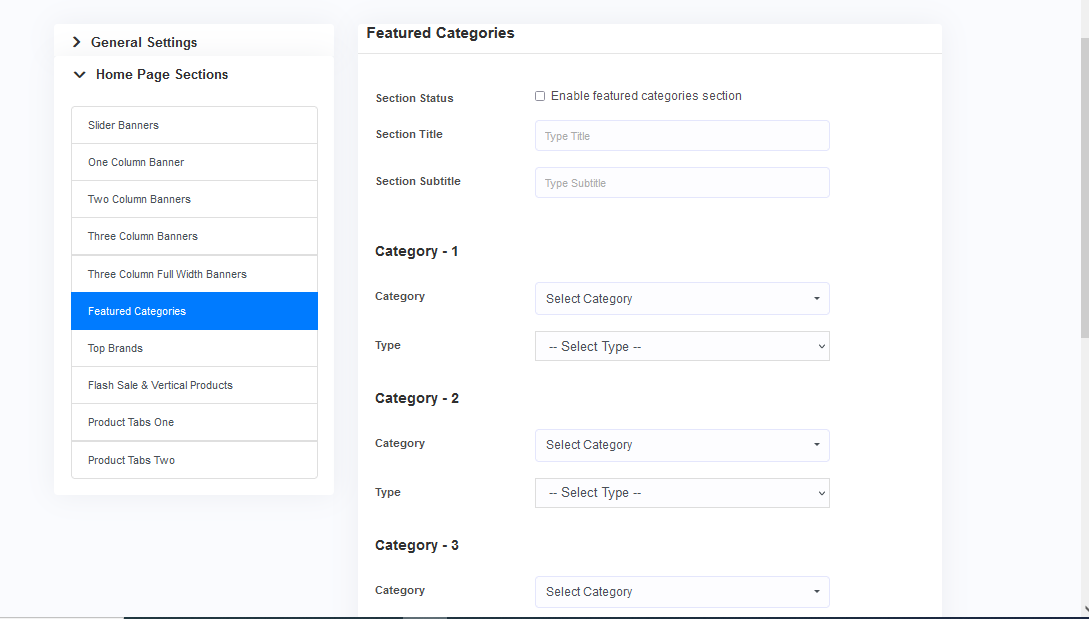 General Settings
Home Page Sections
Slider Banners
One Column Banner
Two Column Banners
Three Column Banners
Three Column Full Width Banners
Featured Categories
Top Brands
Flash Sale & Vertical Products
Product Tabs One
Product Tabs Two
Featured Categories
Section Status
Enable featured categories section
Section Title
Type Title
Section Subtitle
Type Subtitle
Category - 1
Category
Select Category
Type
-- Select Type --
Category - 2
Category
Select Category
Type
-- Select Type --
Category - 3
Category
Select Category